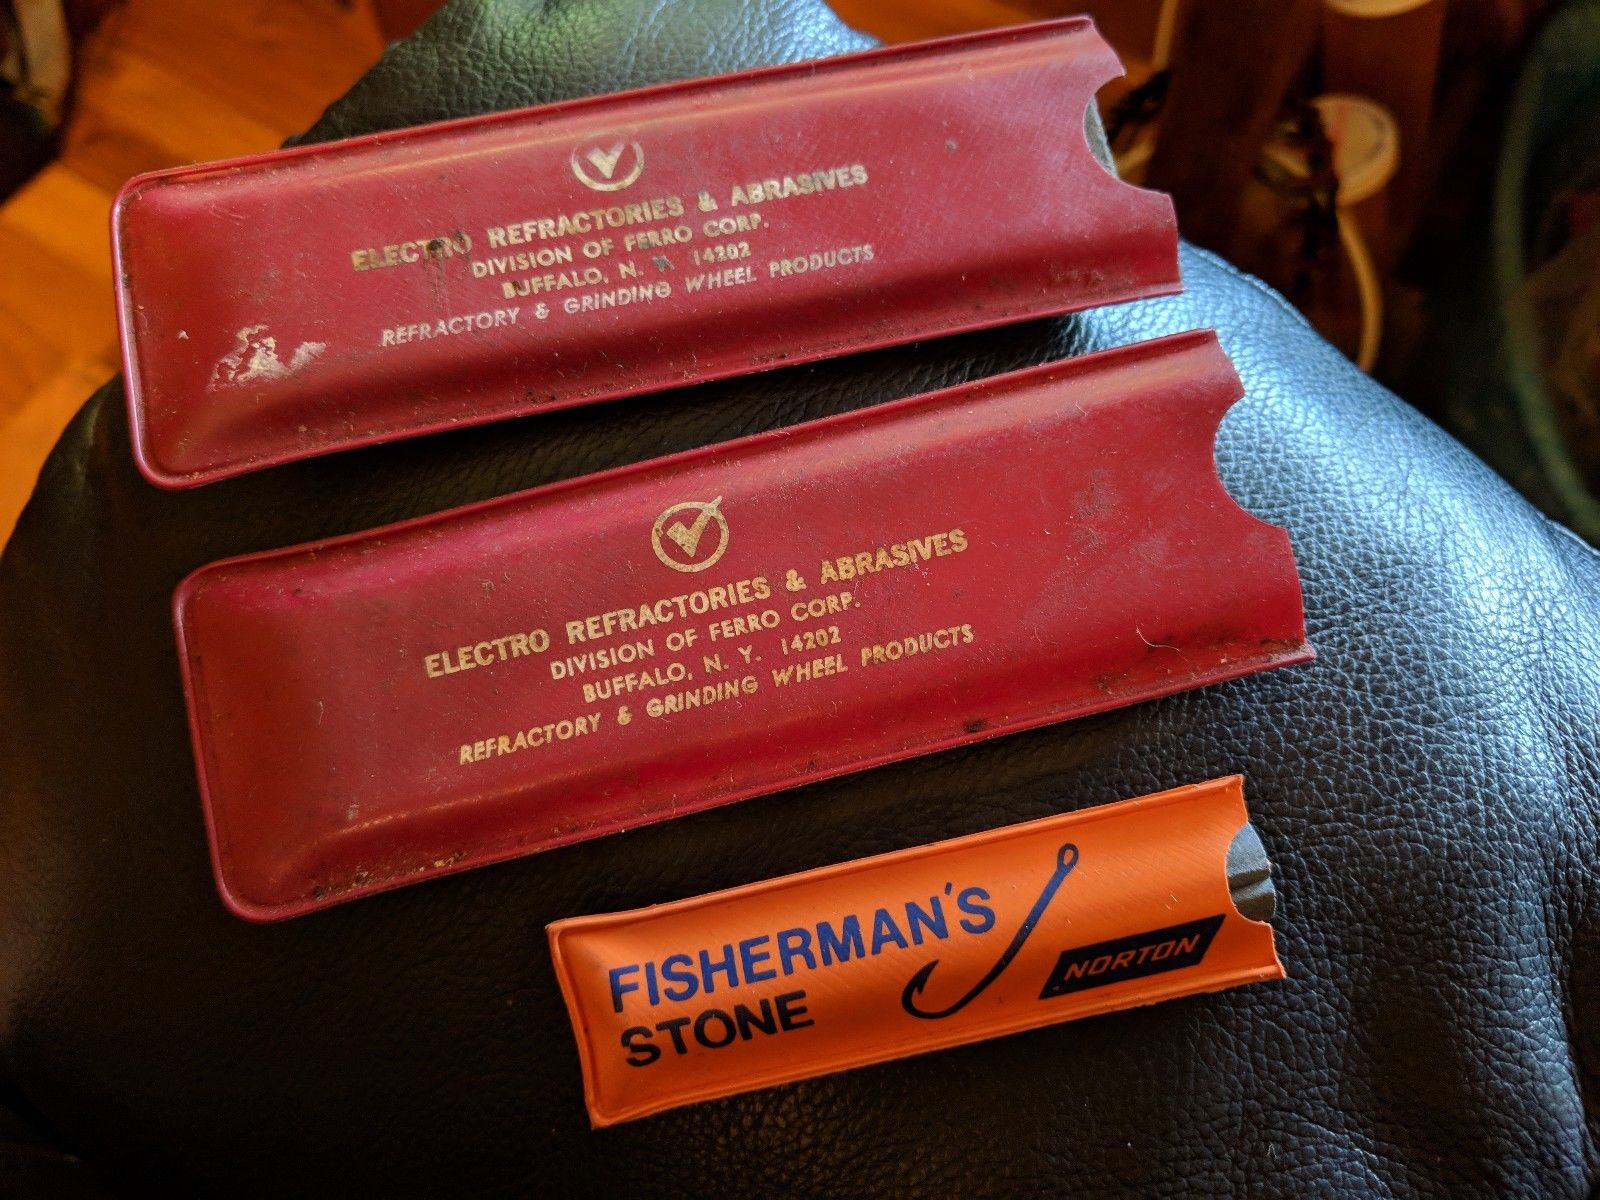 ELECTRO REFRACTORIES & ABRASIVES
DIVISION OF FERRO CORP.
BUFFALO, N. Y. 14202
REFRACTORY & GRINDING WHEEL PRODUCTS
ELECTRO REFRACTORIES & ABRASIVES
DIVISION OF FERRO CORP.
BUFFALO, N. Y. 14202
REFRACTORY & GRINDING WHEEL PRODUCTS
FISHERMAN'S
STONE
NORTON